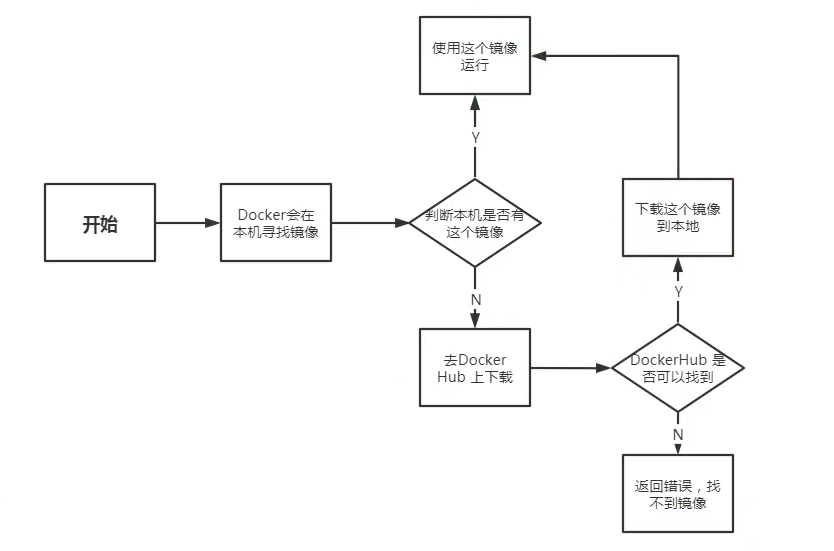 使用这个镜像
运行
Y
开始
Docker会在
本机寻找镜像
判断本机是否有
这个镜像
下载这个镜像
到本地
N
Y
去Docker
Hub 上下载
DockerHub 是
否可以找到
N
返回错误，找
不到镜像